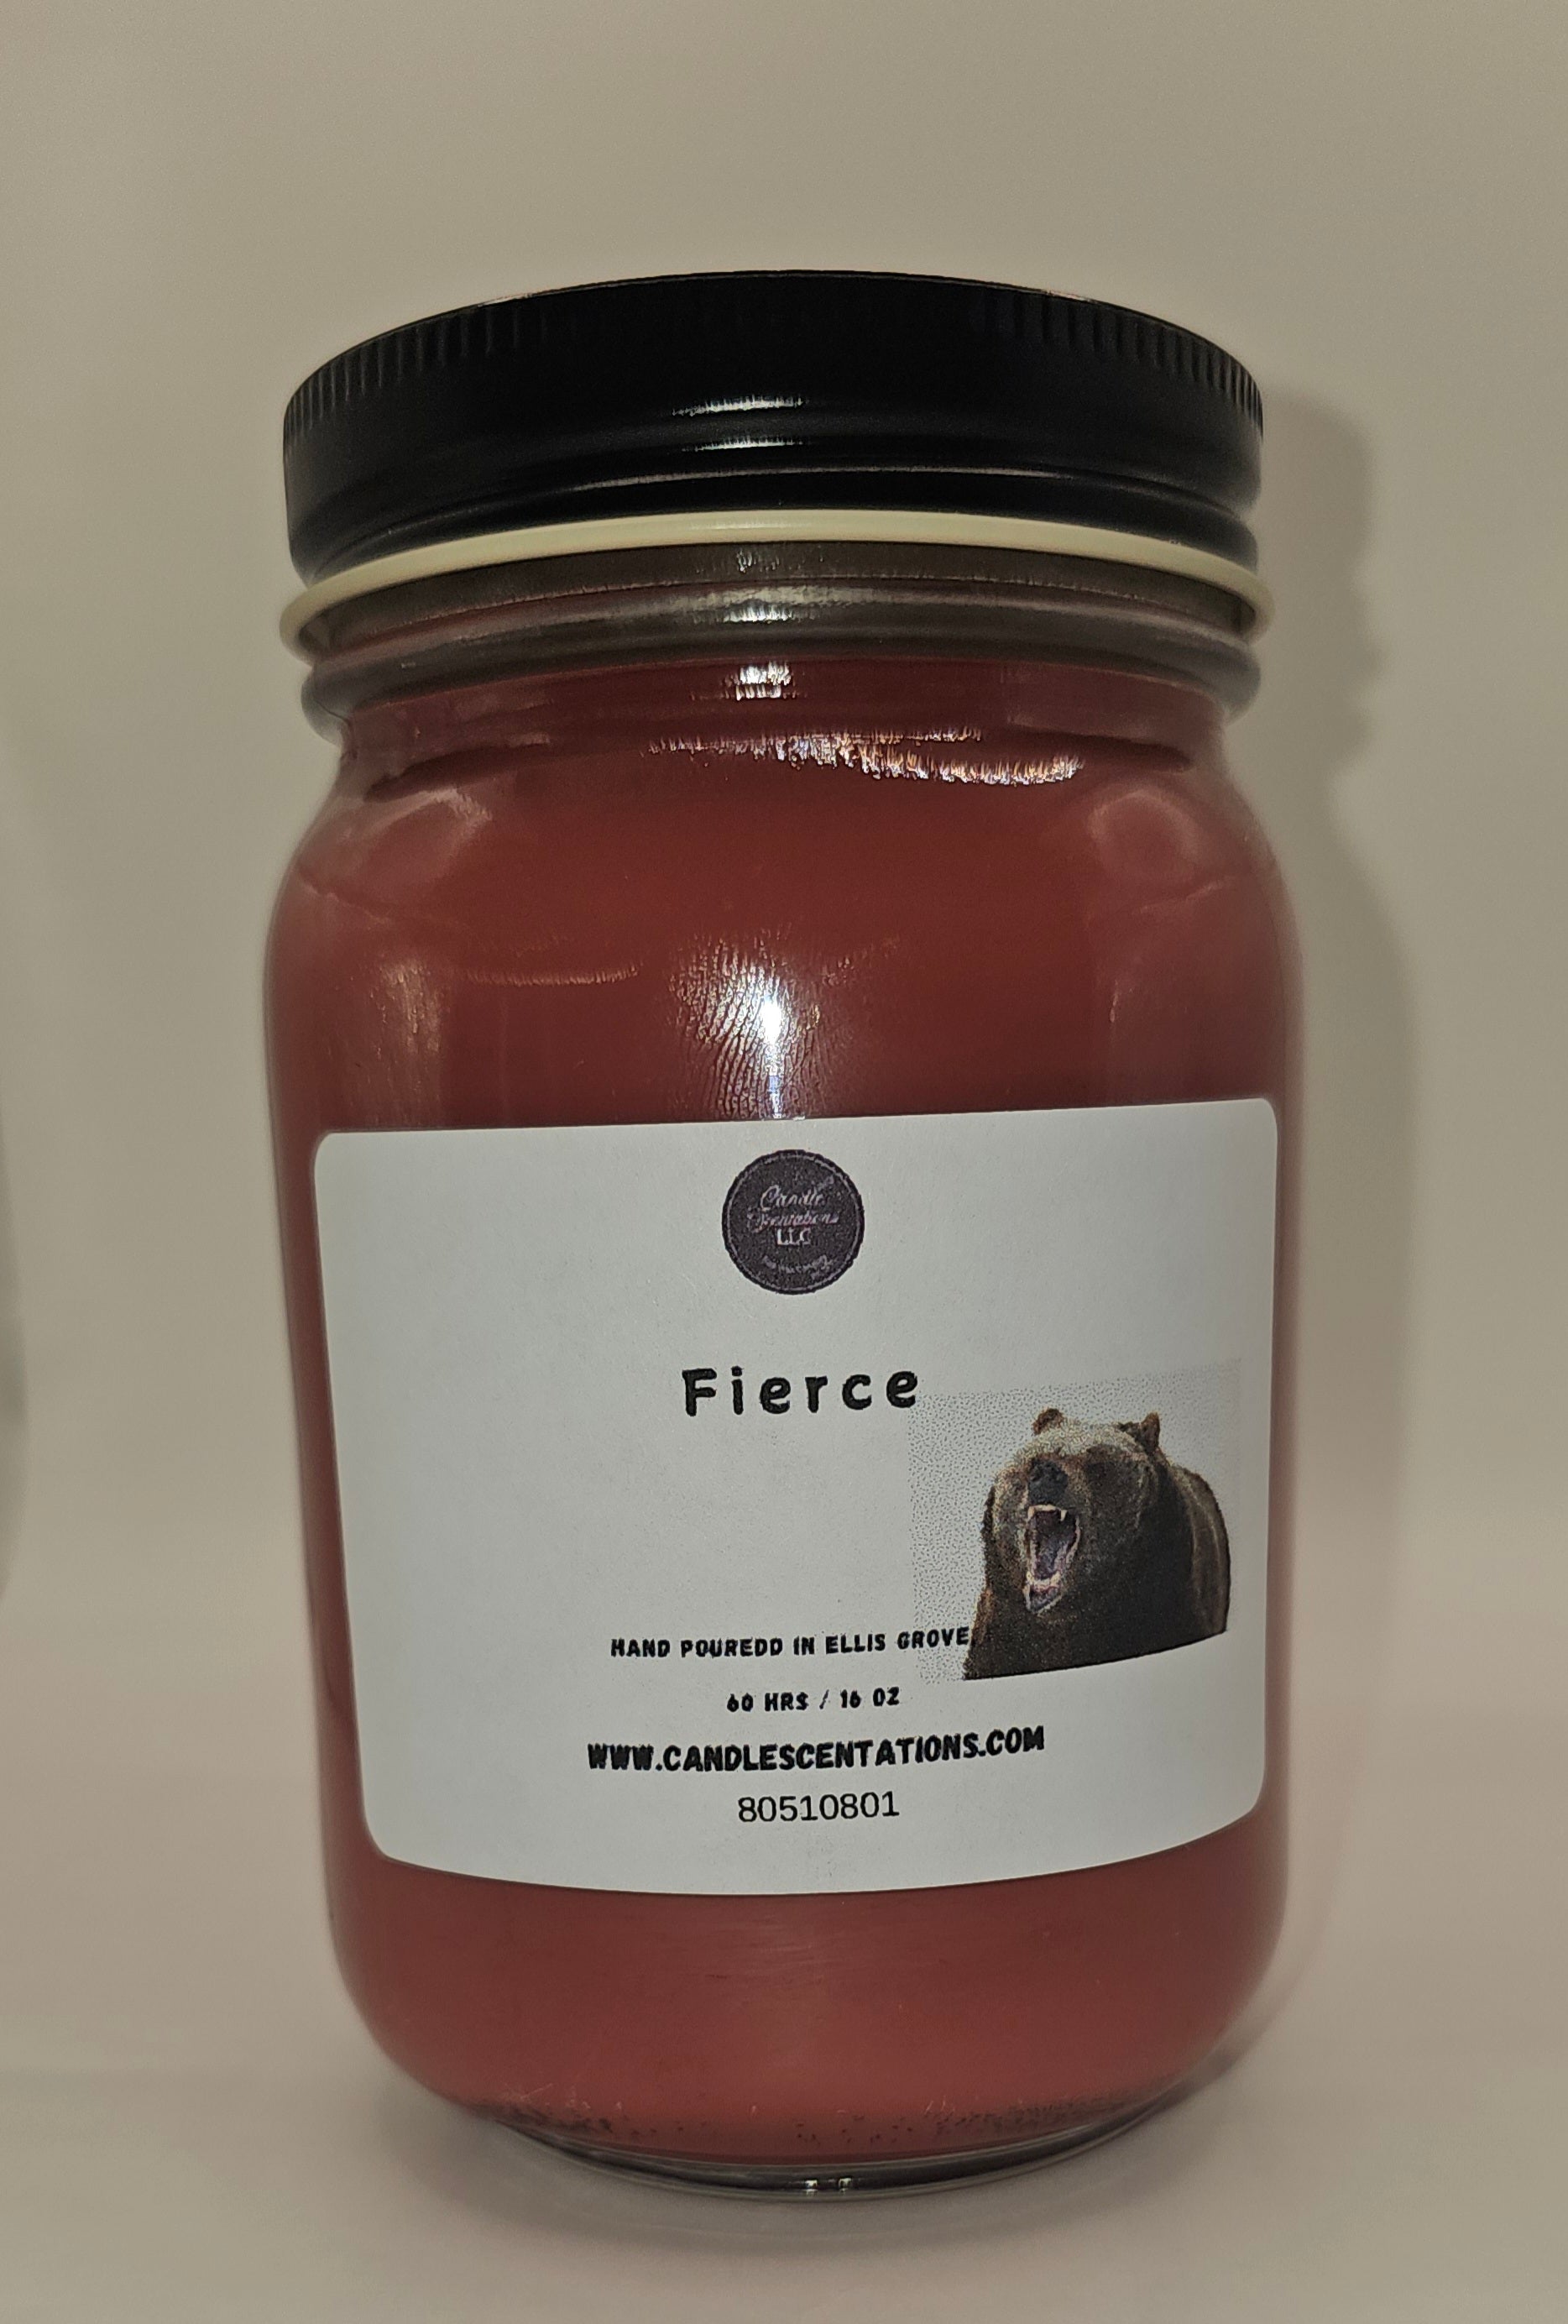 Candle
Scentations
LLC
Fierce
HAND POUREDD IN ELLIS GROVE
60 HRS / 16 OZ
WWW.CANDLESCENTATIONS.COM
80510801